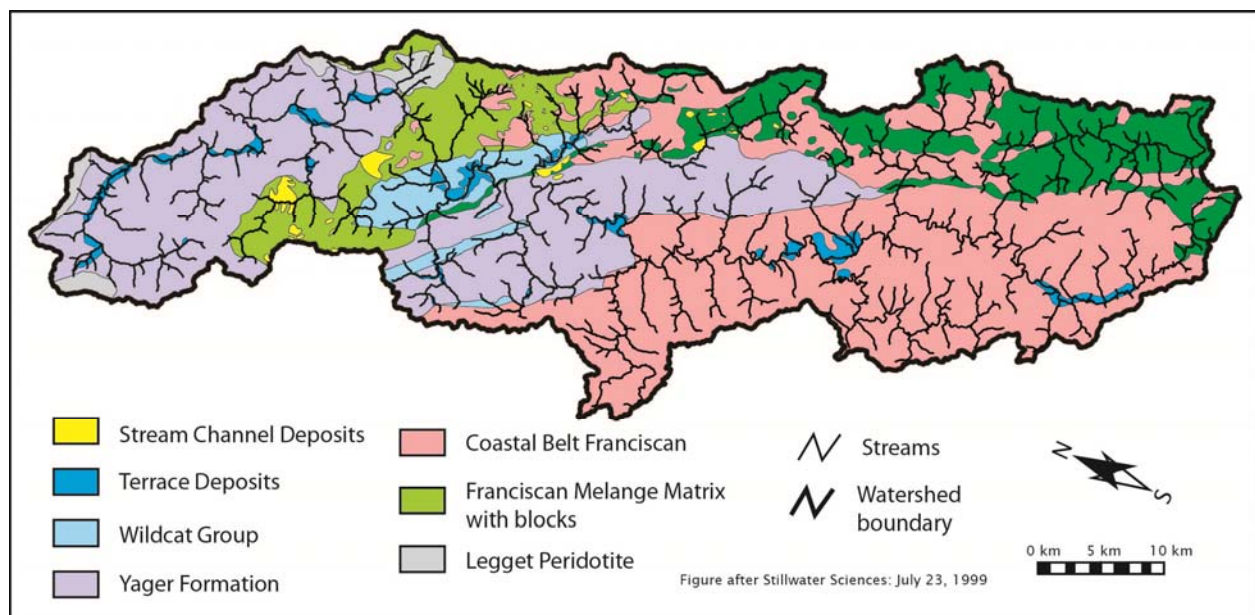 Stream Channel Deposits
Terrace Deposits
Wildcat Group
Yager Formation
Coastal Belt Franciscan
Franciscan Melange Matrix
with blocks
Legget Peridotite
Streams
Watershed
boundary
N
S
0 km 5 km 10 km
Figure after Stillwater Sciences: July 23, 1999